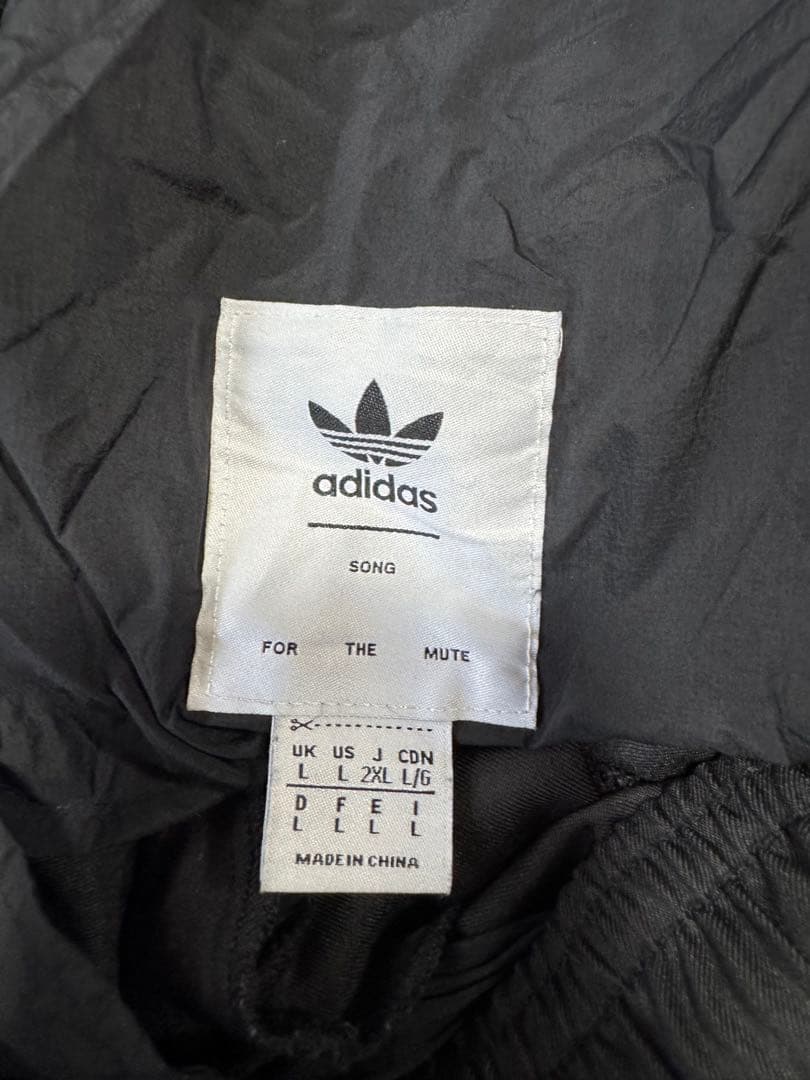 adidas
SONG
FOR THE MUTE
UK US J CDN
L L 2XL L/G
D F E I
L L L L
MADE IN CHINA